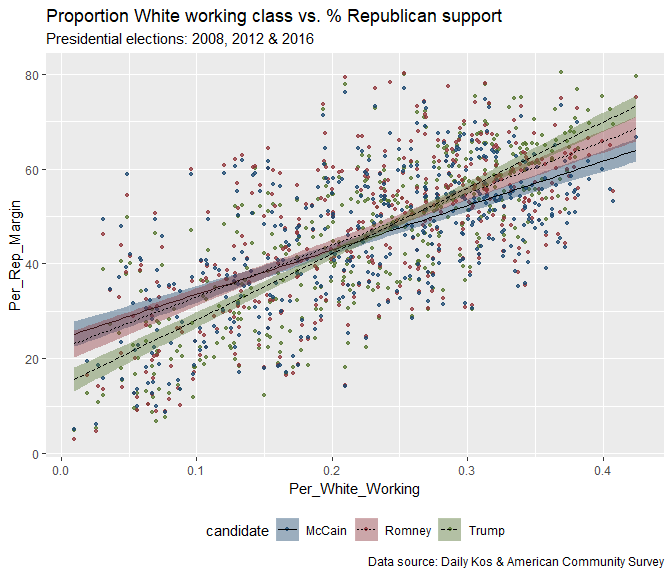 Proportion White working class vs. % Republican support
Presidential elections: 2008, 2012 & 2016
Per_Rep_Margin
80
60
40
20
0
0.0 0.1 0.2 0.3 0.4
Per_White_Working
candidate McCain Romney Trump
Data source: Daily Kos & American Community Survey